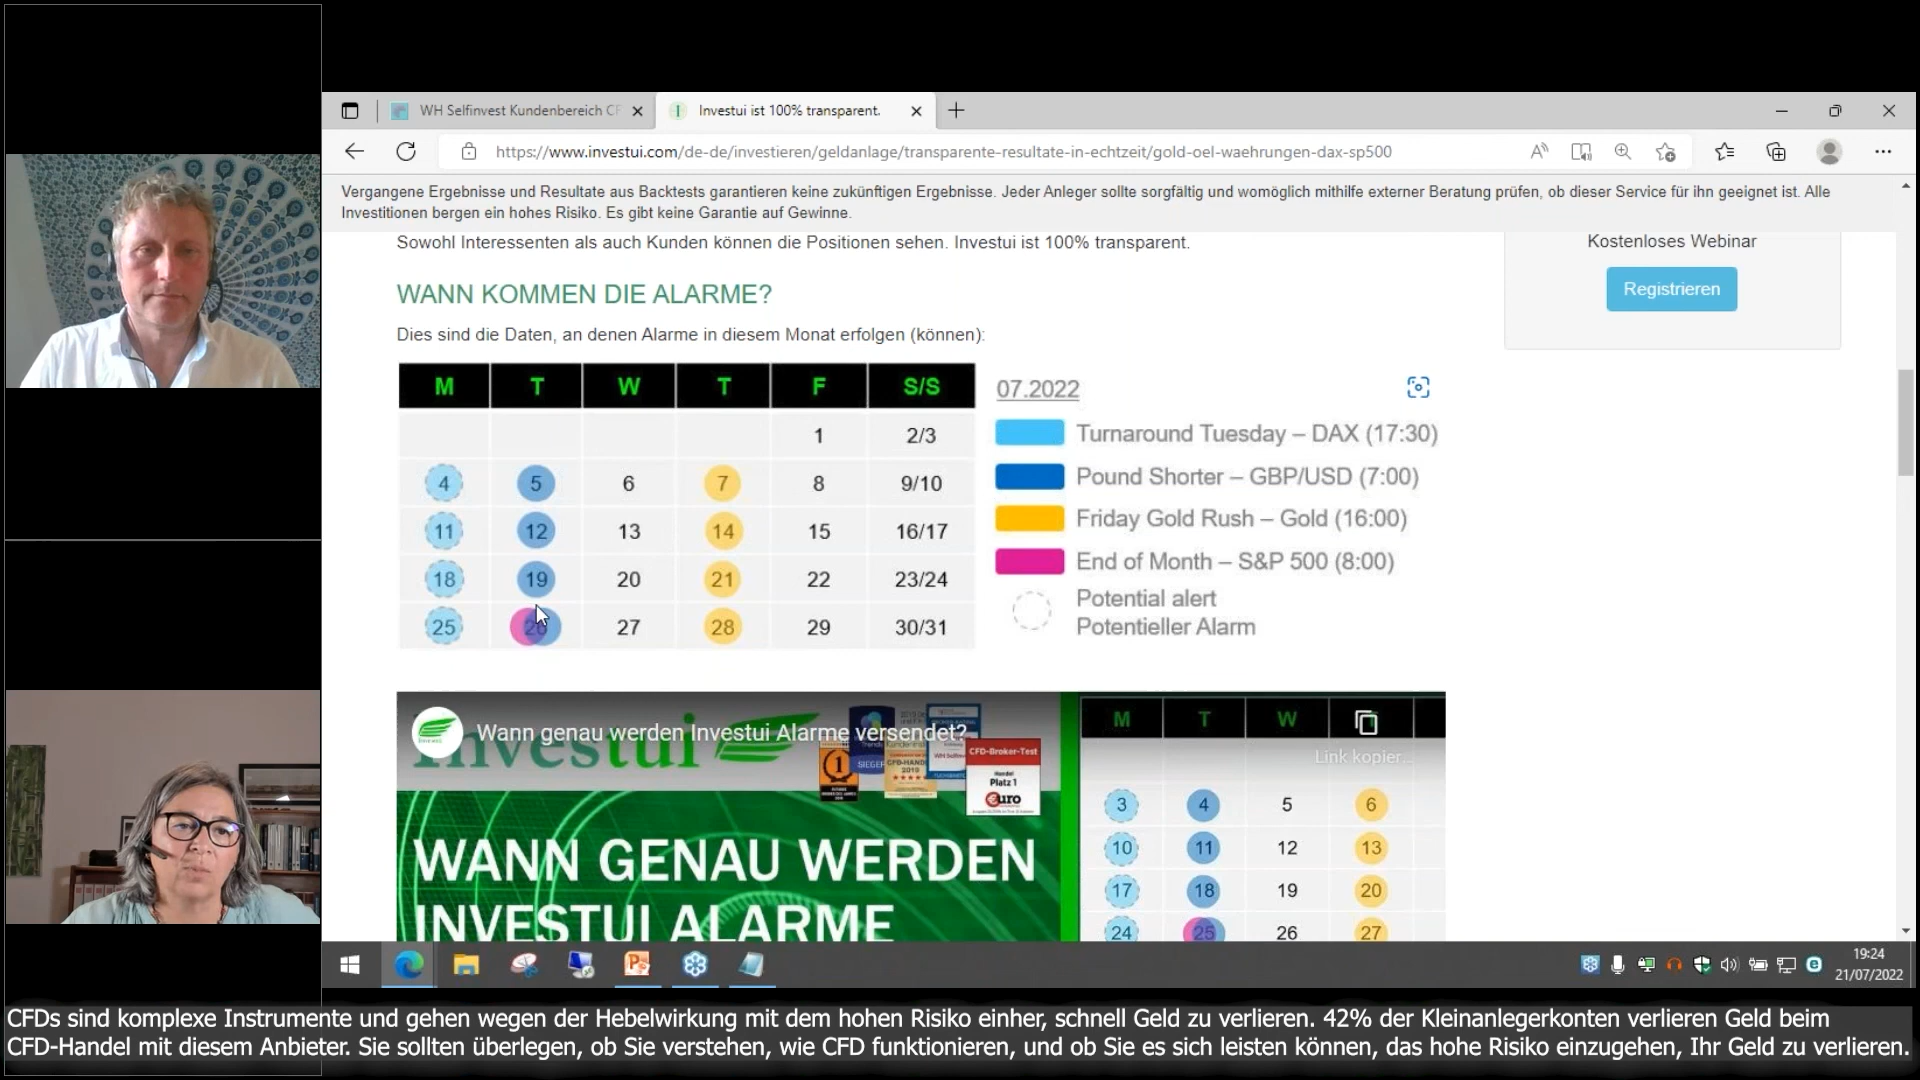 WH Selfinvest Kundenbereich CF
Investui ist 100% transparent.
https://www.investui.com/de-de/investieren/geldanlage/transparente-resultate-in-echtzeit/gold-oel-waehrungen-dax-sp500
Vergangene Ergebnisse und Resultate aus Backtests garantieren keine zukünftigen Ergebnisse. Jeder Anleger sollte sorgfältig und womöglich mithilfe externer Beratung prüfen, ob dieser Service für ihn geeignet ist. Alle
Investitionen bergen ein hohes Risiko. Es gibt keine Garantie auf Gewinne.
Sowohl Interessenten als auch Kunden können die Positionen sehen. Investui ist 100% transparent.
Kostenloses Webinar
Registrieren
WANN KOMMEN DIE ALARME?
Dies sind die Daten, an denen Alarme in diesem Monat erfolgen (können):
M T W T F S/S
1 2/3
4 5 6 7 8 9/10
11 12 13 14 15 16/17
18 19 20 21 22 23/24
25 26 27 28 29 30/31
07.2022
Turnaround Tuesday – DAX (17:30)
Pound Shorter – GBP/USD (7:00)
Friday Gold Rush – Gold (16:00)
End of Month – S&P 500 (8:00)
Potential alert
Potentieller Alarm
Wann genau werden Investui Alarme versendet?
investui
SIEGER
2019
CFD-Broker-Test
Handel
Platz 1
€uro
WANN GENAU WERDEN
INVESTUI ALARME
M T W
Link kopier...
3 4 5 6
10 11 12 13
17 18 19 20
24 25 26 27
19:24
21/07/2022
CFDs sind komplexe Instrumente und gehen wegen der Hebelwirkung mit dem hohen Risiko einher, schnell Geld zu verlieren. 42% der Kleinanlegerkonten verlieren Geld beim
CFD-Handel mit diesem Anbieter. Sie sollten überlegen, ob Sie verstehen, wie CFD funktionieren, und ob Sie es sich leisten können, das hohe Risiko einzugehen, Ihr Geld zu verlieren.